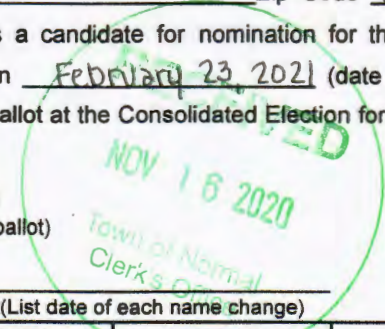 s a candidate for nomination for th
n February 23, 2021 (date
allot at the Consolidated Election for
RECEIVED
NOV 16 2020
Town of Normal
Clerk's Office
allot)
(List date of each name change)